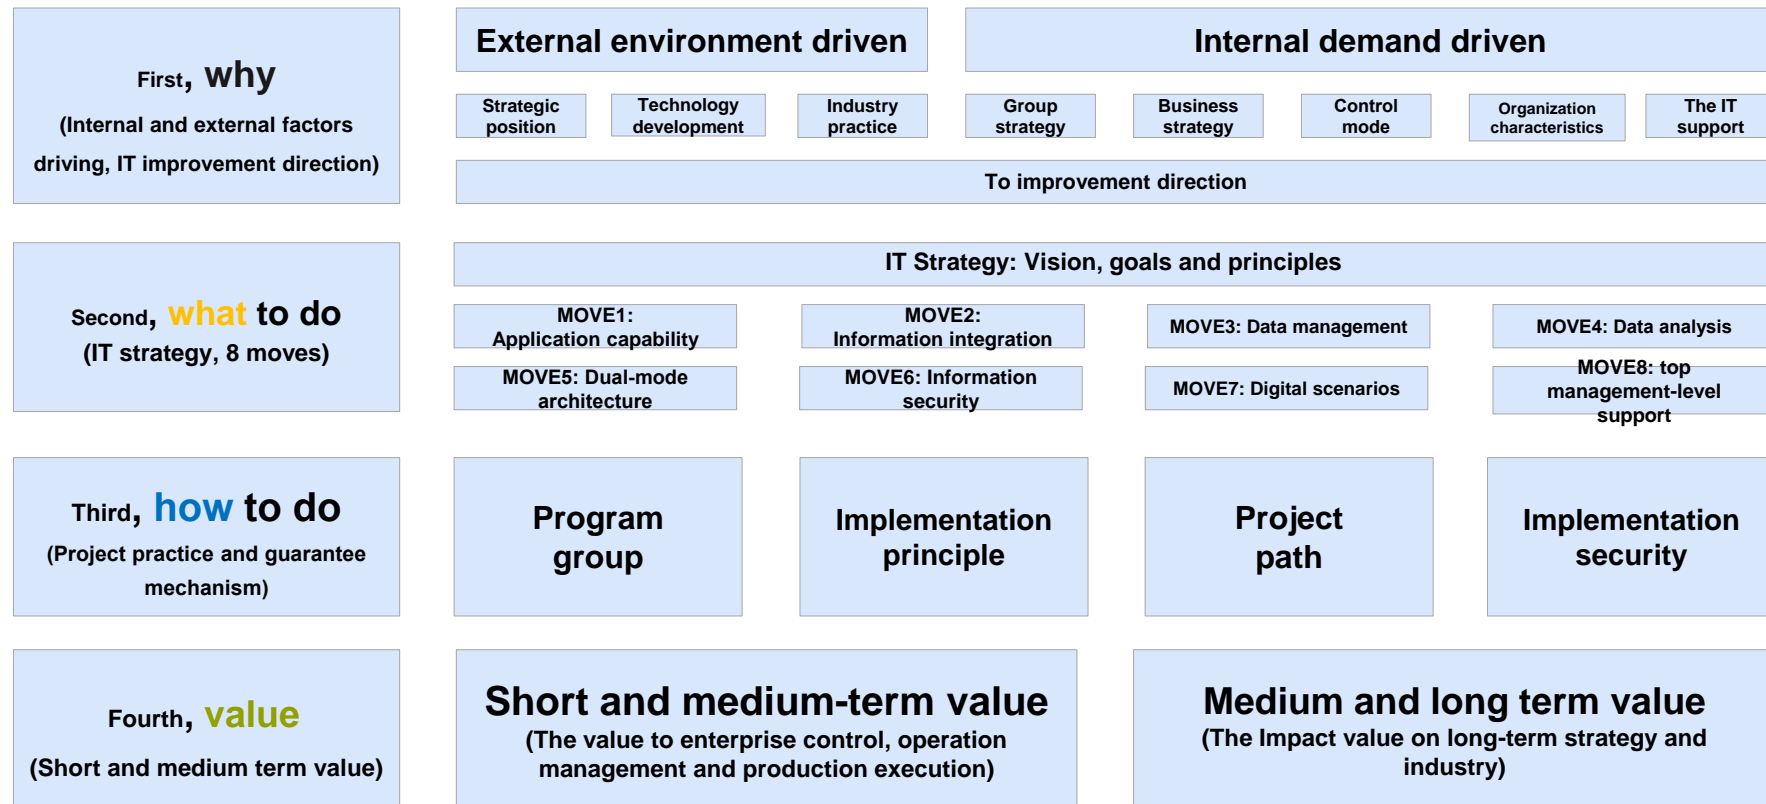 First, why
(Internal and external factors
driving, IT improvement direction)
External environment driven
Internal demand driven
Strategic
position
Technology
development
Industry
practice
Group
strategy
Business
strategy
Control
mode
Organization
characteristics
The IT
support
To improvement direction
Second, what to do
(IT strategy, 8 moves)
IT Strategy: Vision, goals and principles
MOVE1:
Application capability
MOVE2:
Information integration
MOVE3: Data management
MOVE4: Data analysis
MOVE5: Dual-mode
architecture
MOVE6: Information
security
MOVE7: Digital scenarios
MOVE8: top
management-level
support
Third, how to do
(Project practice and guarantee
mechanism)
Program
group
Implementation
principle
Project
path
Implementation
security
Fourth, value
(Short and medium term value)
Short and medium-term value
(The value to enterprise control, operation
management and production execution)
Medium and long term value
(The Impact value on long-term strategy and
industry)